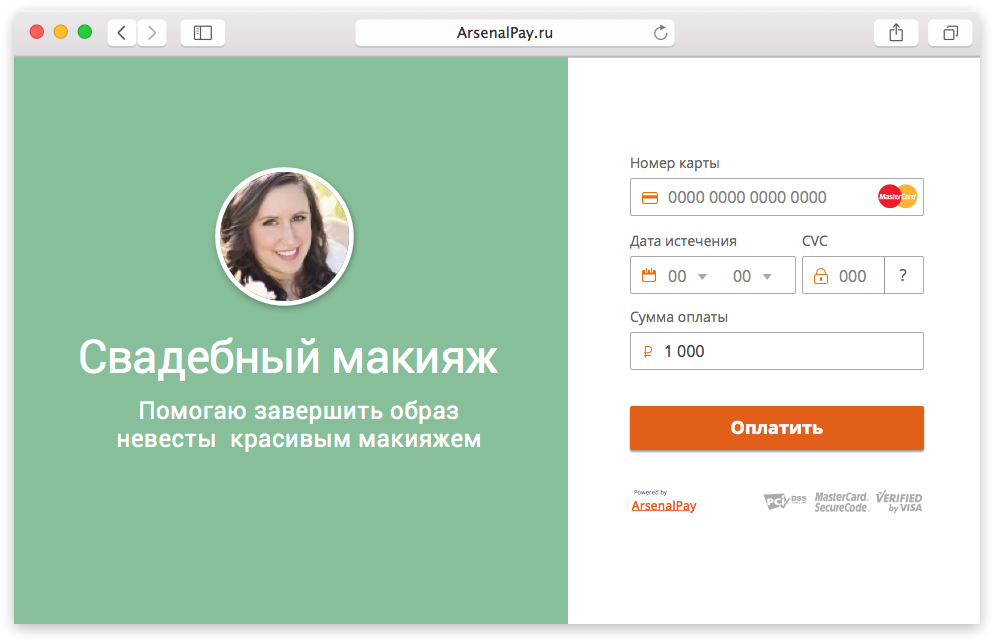 ArsenalPay.ru
Свадебный макияж
Помогаю завершить образ
невесты красивым макияжем
Номер карты
0000 0000 0000 0000
MasterCard
Дата истечения
CVC
00
00
000
?
Сумма оплаты
₽ 1 000
Оплатить
Powered by
ArsenalPay
PCI DSS
MasterCard.
SecureCode.
VERIFIED
by VISA